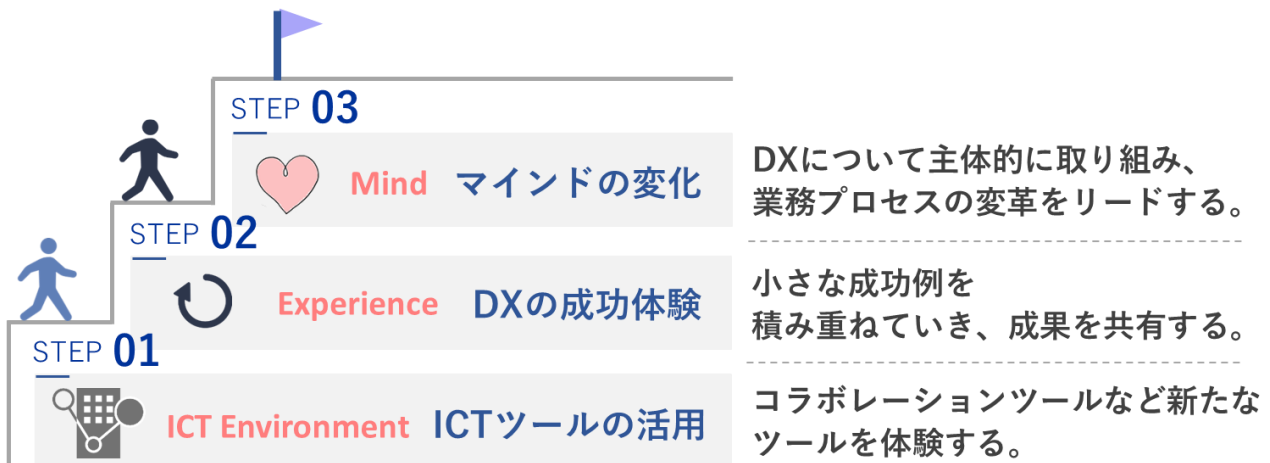 STEP 03
Mind マインドの変化
DXについて主体的に取り組み、
業務プロセスの変革をリードする。
STEP 02
Experience DXの成功体験
小さな成功例を
積み重ねていき、成果を共有する。
STEP 01
ICT Environment ICTツールの活用
コラボレーションツールなど新たな
ツールを体験する。